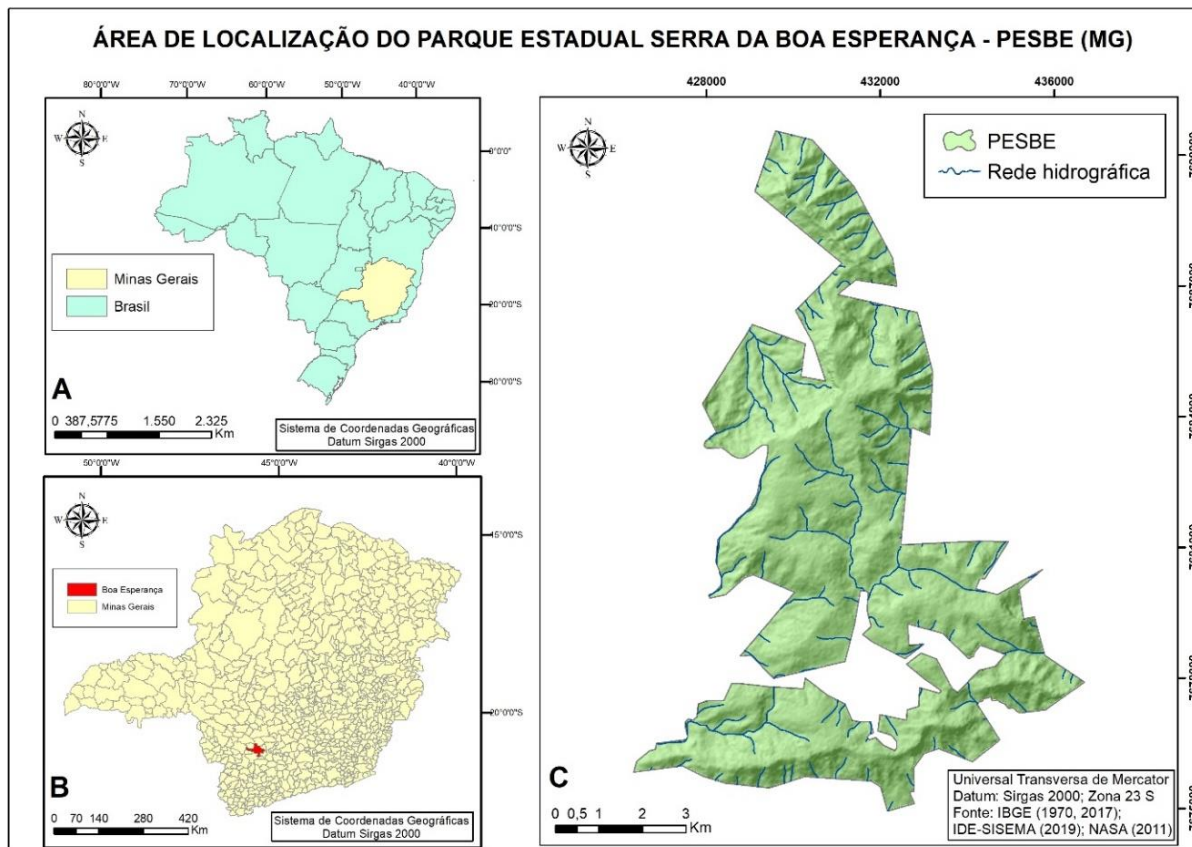 ÁREA DE LOCALIZAÇÃO DO PARQUE ESTADUAL SERRA DA BOA ESPERANÇA - PESBE (MG)
80°0'0"W 70°0'0"W 60°0'0"W 50°0'0"W 40°0'0"W
N
W E
S
0°0'0"
10°0'0"S
20°0'0"S
30°0'0"S
Minas Gerais
Brasil
A
0 387,5775 1.550 2.325
Km
Sistema de Coordenadas Geográficas
Datum Sirgas 2000
50°0'0"W 45°0'0"W 40°0'0"W
N
W E
S
15°0'0"S
20°0'0"S
Boa Esperança
Minas Gerais
B
0 70 140 280 420
Km
Sistema de Coordenadas Geográficas
Datum Sirgas 2000
428000 432000 436000
N
W E
S
PESBE
Rede hidrográfica
C
0 0,5 1 2 3
Km
Universal Transversa de Mercator
Datum: Sirgas 2000; Zona 23 S
Fonte: IBGE (1970, 2017);
IDE-SISEMA (2019); NASA (2011)